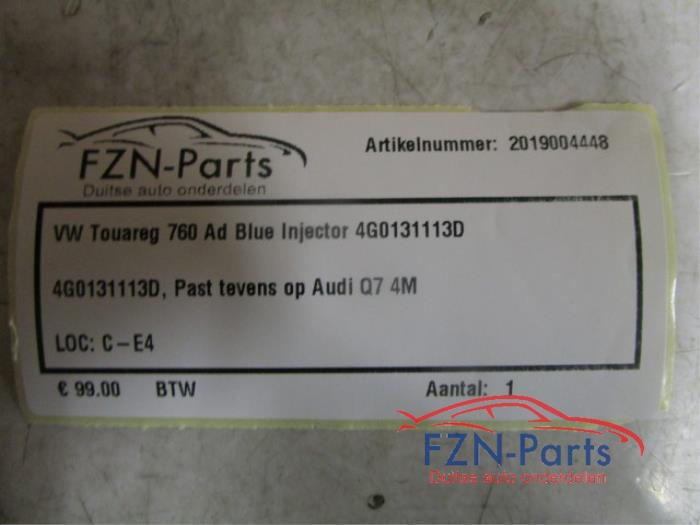 FZN-Parts
Duitse auto onderdelen
Artikelnummer: 2019004448
VW Touareg 760 Ad Blue Injector 4G0131113D
4G0131113D, Past tevens op Audi Q7 4M
LOC: C-E4
€ 99.00 BTW Aantal: 1
FZN-Parts
Duitse auto onderdelen